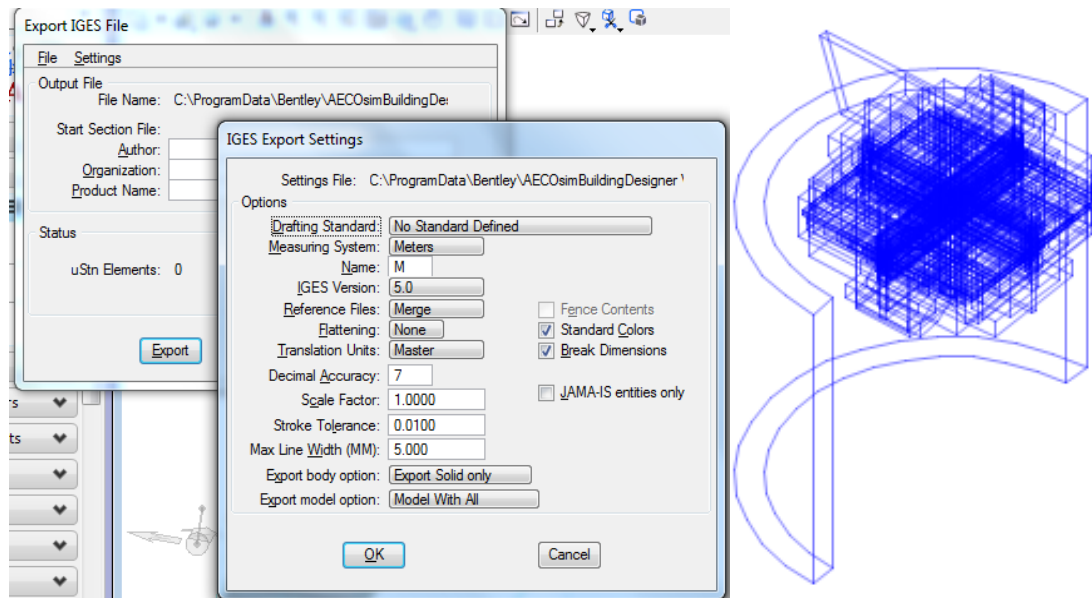 Export IGES File
File Settings
Output File
File Name: C:\ProgramData\Bentley\AECOsimBuildingDe
Start Section File:
Author:
Organization:
Product Name:
Status
uStn Elements: 0
Export
IGES Export Settings
Settings File: C:\ProgramData\Bentley\AECOsimBuildingDesigner
Options
Drafting Standard: No Standard Defined
Measuring System: Meters
Name: M
IGES Version: 5.0
Reference Files: Merge Fence Contents
Flattening: None Standard Colors
Translation Units: Master Break Dimensions
Decimal Accuracy: 7
Scale Factor: 1.0000 JAMA-IS entities only
Stroke Tolerance: 0.0100
Max Line Width (MM): 5.000
Export body option: Export Solid only
Export model option: Model With All
OK Cancel